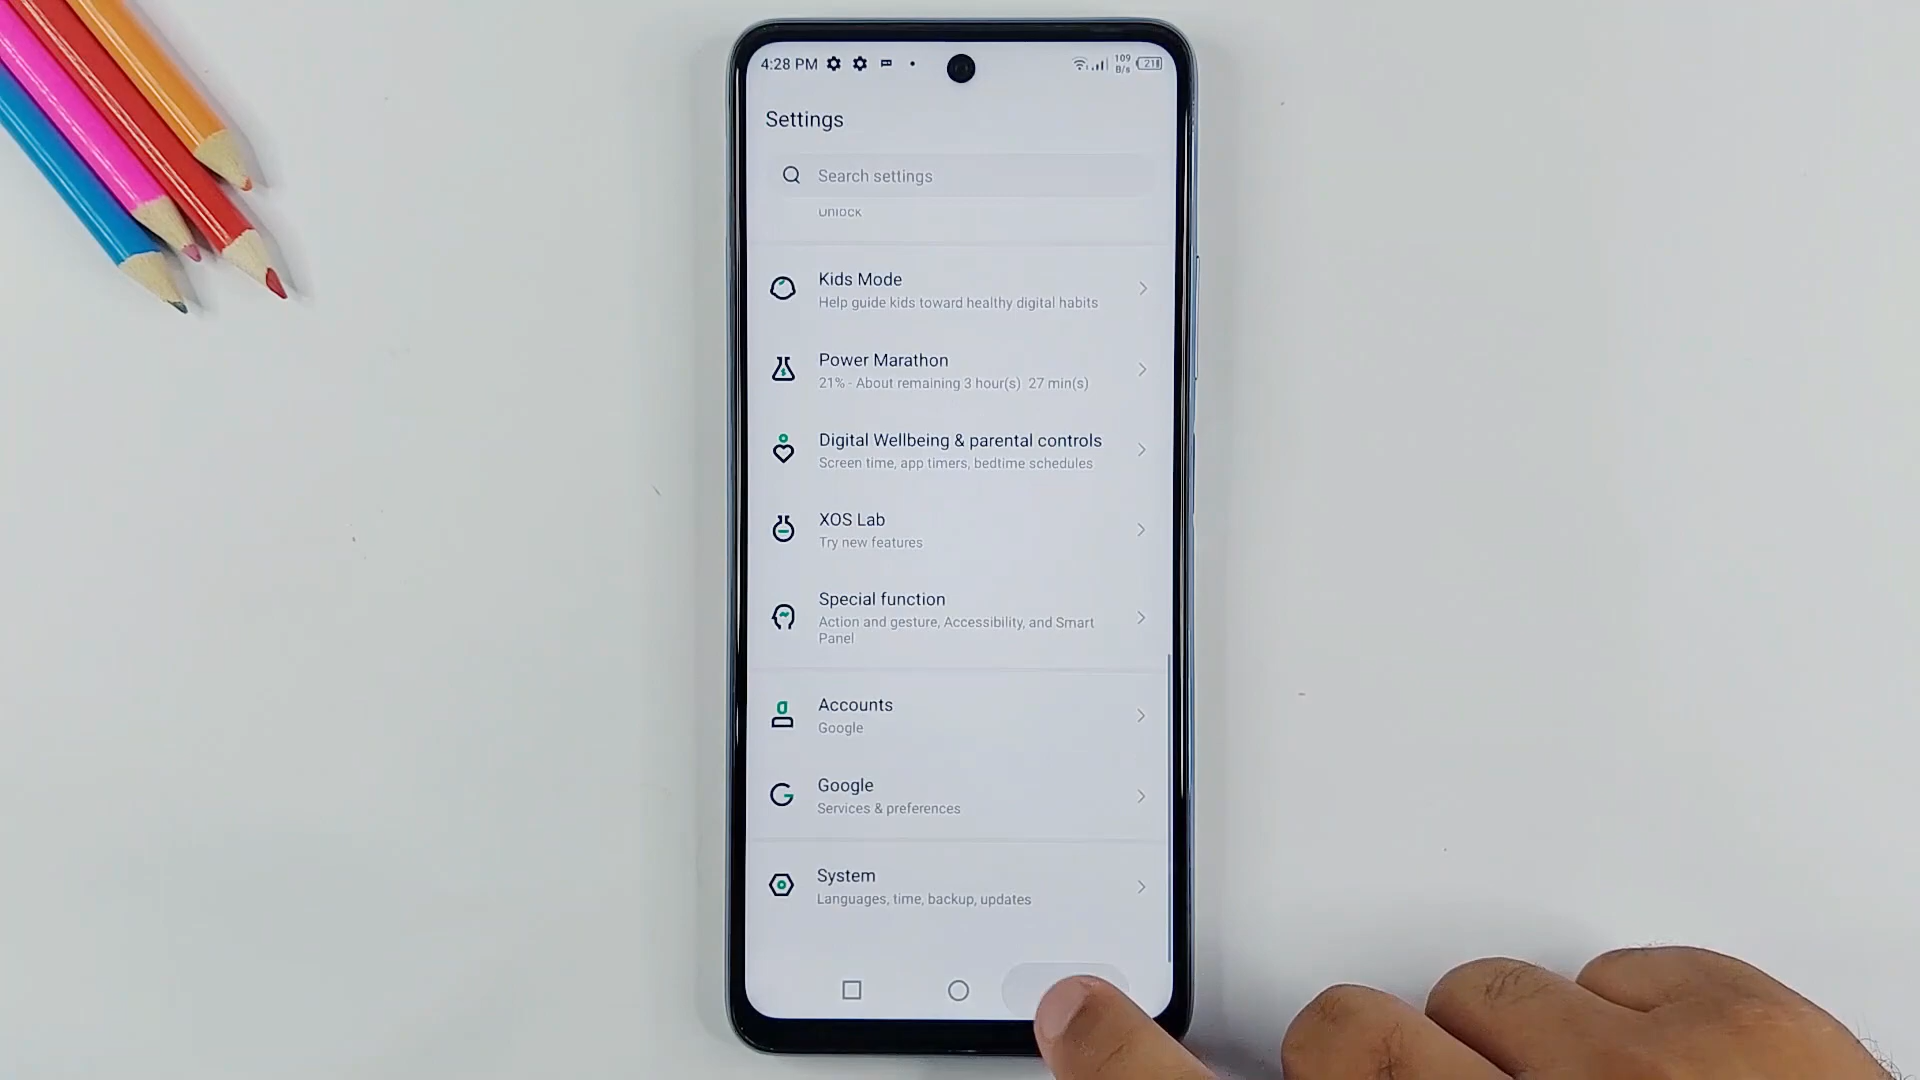 4:28 PM
109
B/s
21
Settings
Search settings
Unlock
Kids Mode
Help guide kids toward healthy digital habits
Power Marathon
21% - About remaining 3 hour(s) 27 min(s)
Digital Wellbeing & parental controls
Screen time, app timers, bedtime schedules
XOS Lab
Try new features
Special function
Action and gesture, Accessibility, and Smart
Panel
Accounts
Google
Google
Services & preferences
System
Languages, time, backup, updates